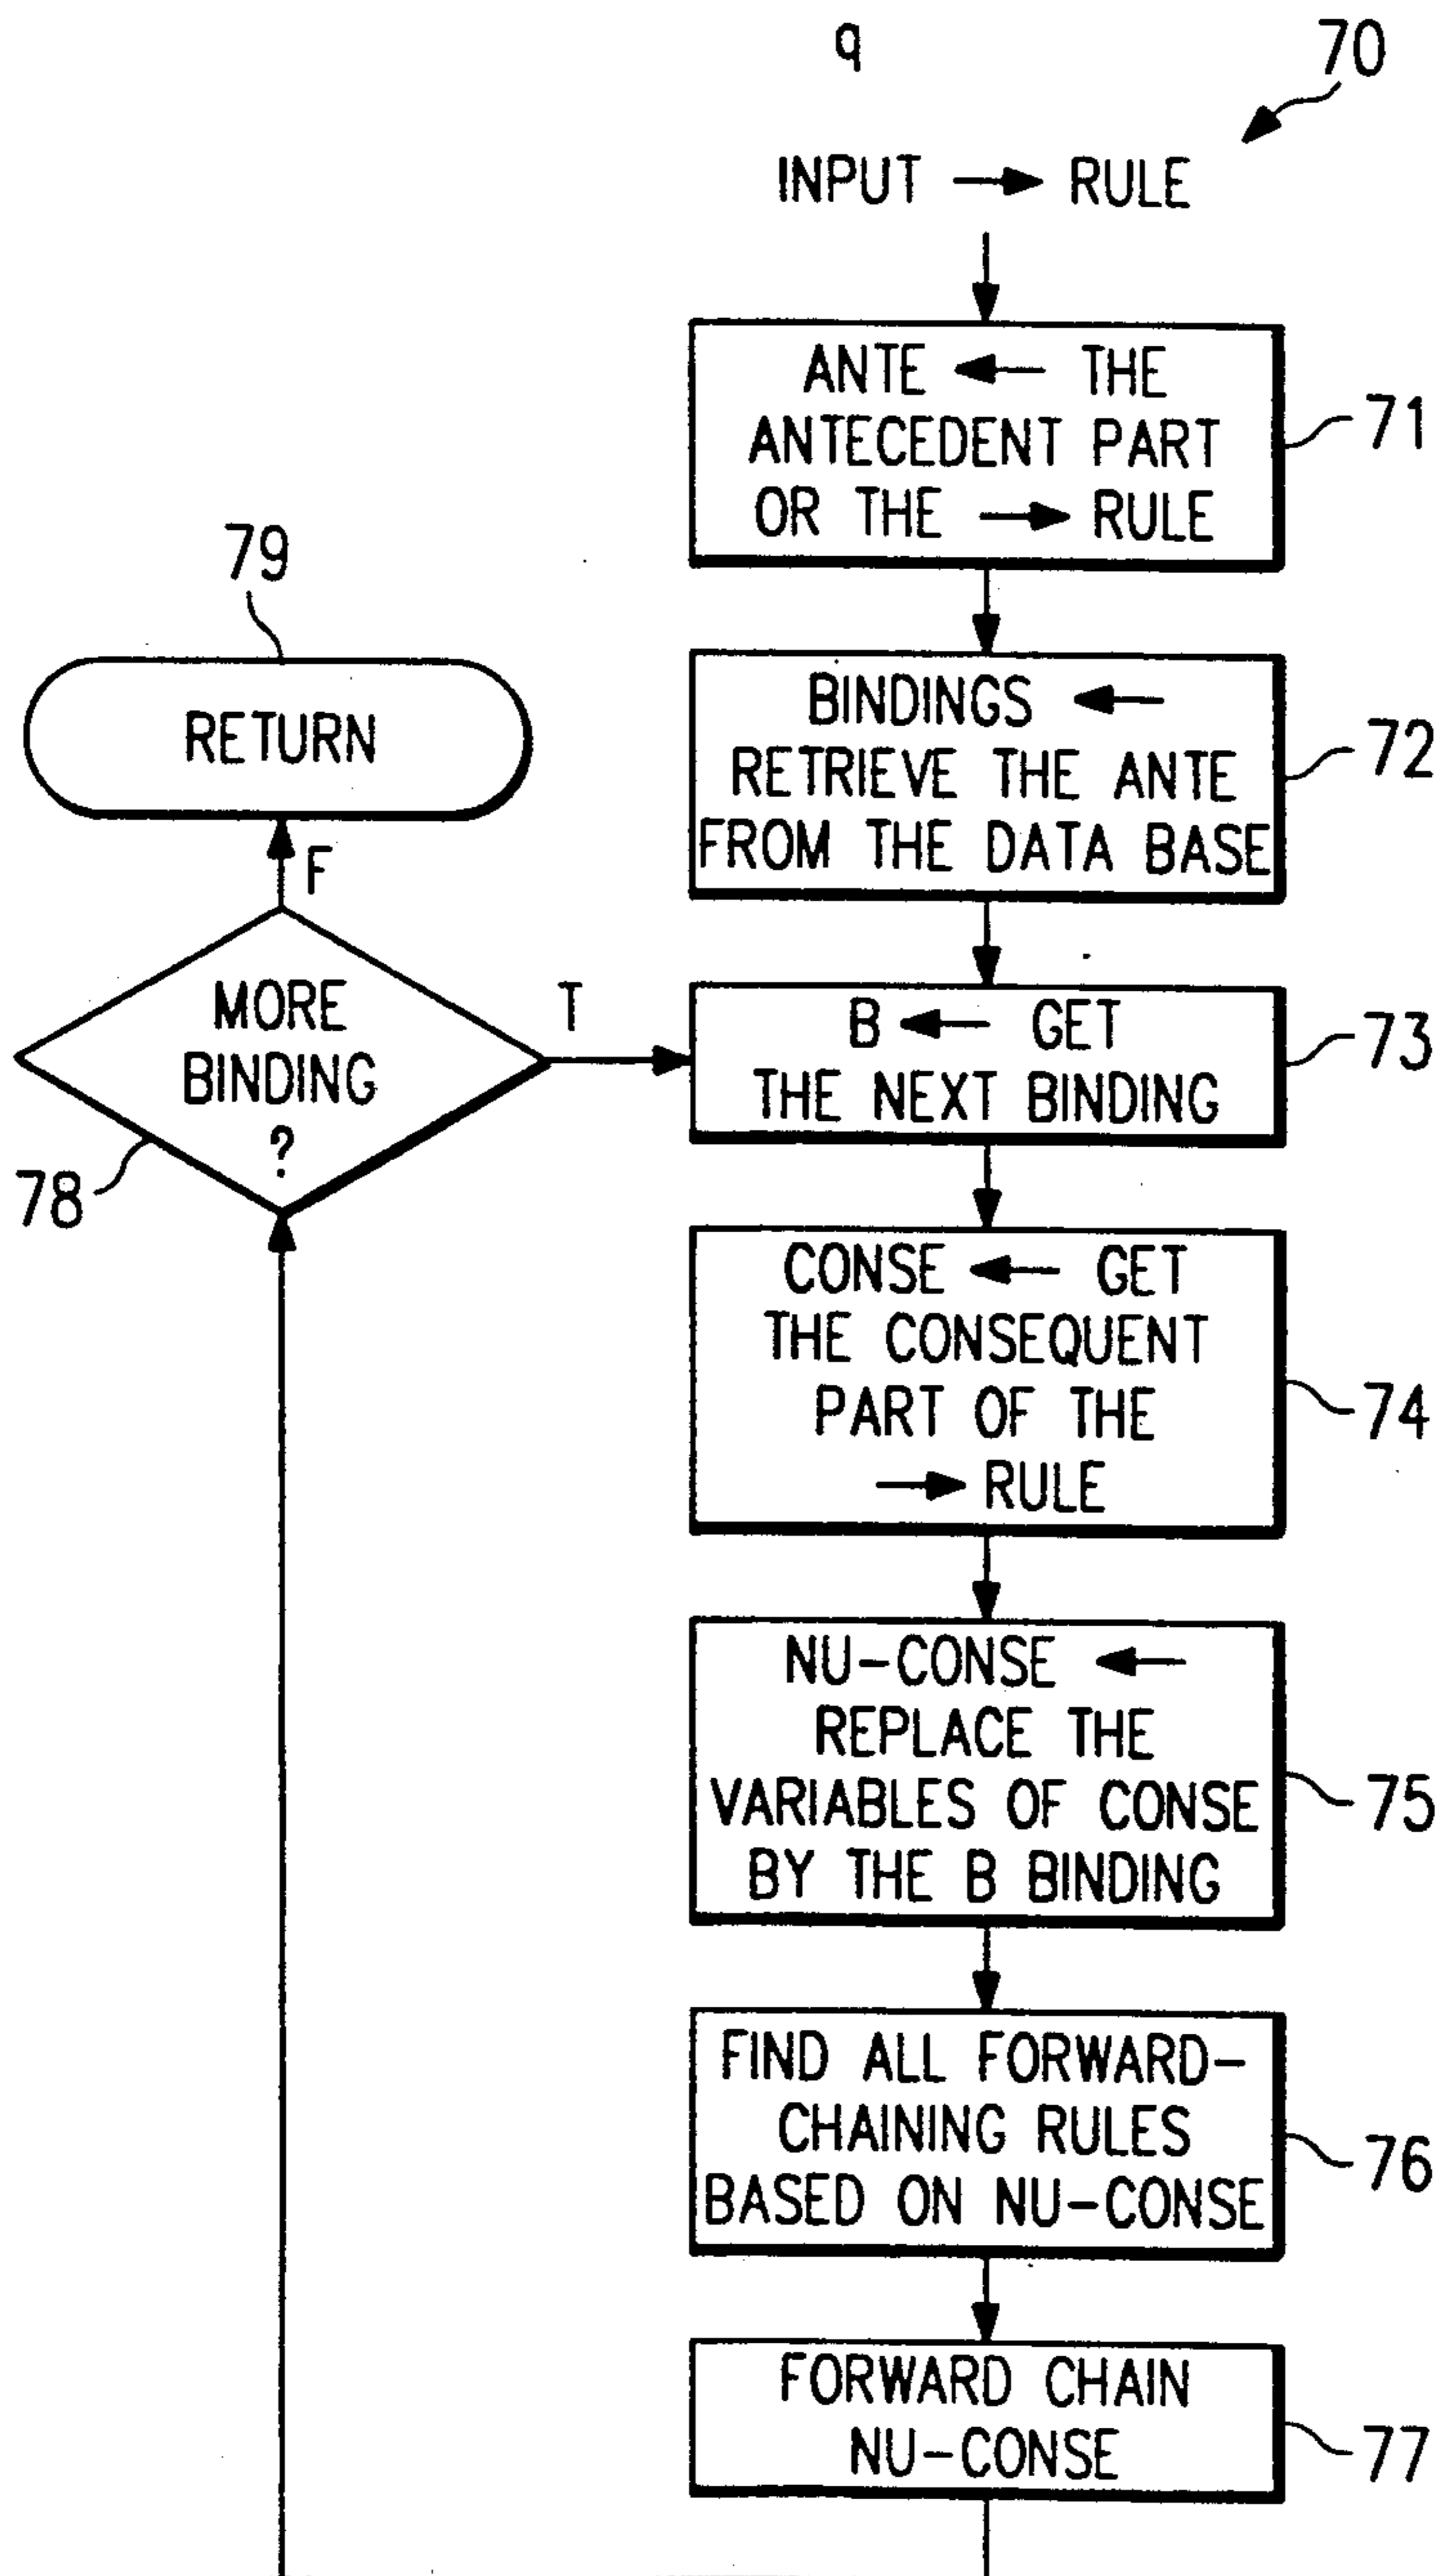 q
70
INPUT → RULE
ANTE ← THE
ANTECEDENT PART
OR THE → RULE
71
79
RETURN
BINDINGS ←
RETRIEVE THE ANTE
FROM THE DATA BASE
72
F
MORE
BINDING
?
78
T
B ← GET
THE NEXT BINDING
73
CONSE ← GET
THE CONSEQUENT
PART OF THE
→ RULE
74
NU-CONSE ←
REPLACE THE
VARIABLES OF CONSE
BY THE B BINDING
75
FIND ALL FORWARD-
CHAINING RULES
BASED ON NU-CONSE
76
FORWARD CHAIN
NU-CONSE
77